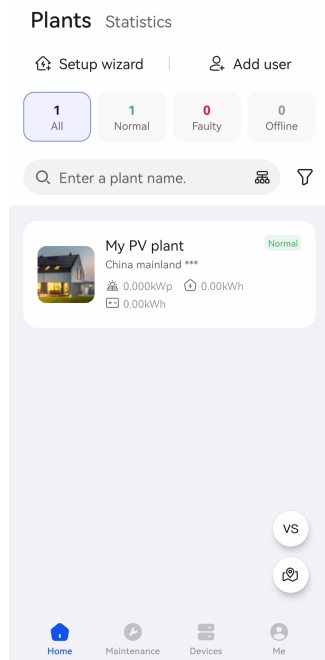 Plants Statistics
Setup wizard Add user
1 1 0 0
All Normal Faulty Offline
Enter a plant name.
My PV plant Normal
China mainland ***
0.000kWp 0.00kWh
0.00kWh
VS
Home Maintenance Devices Me